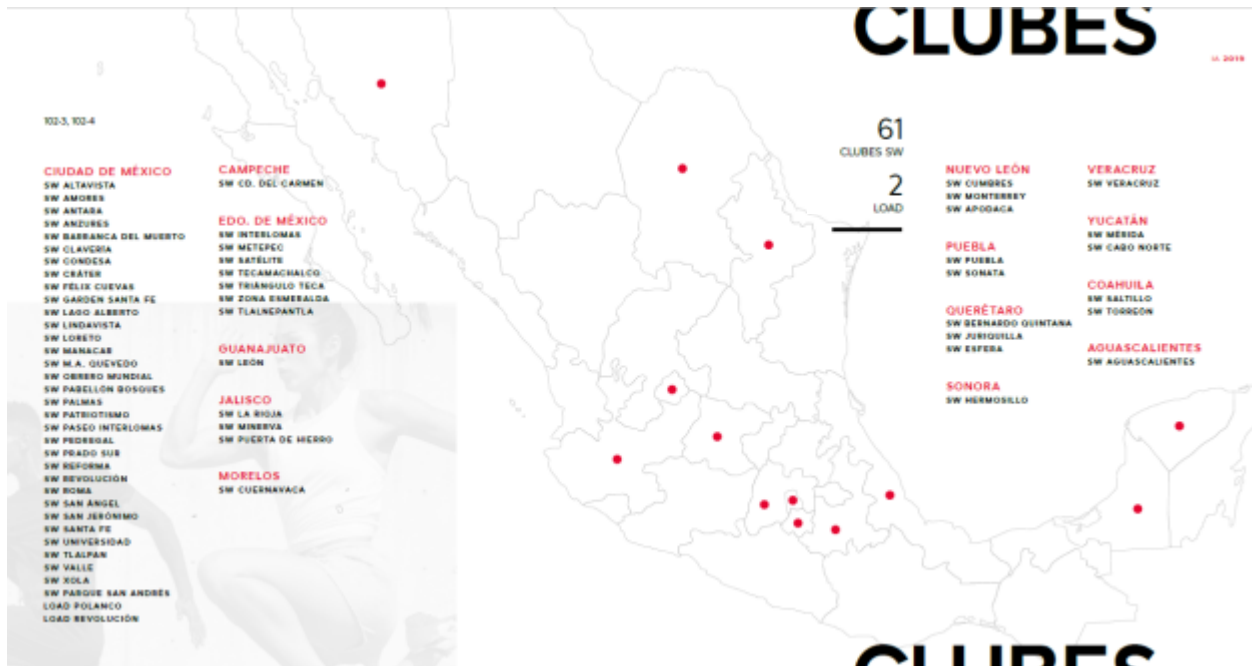 CLUBES
IA 2019
102-3, 102-4
61
CLUBES SW
2
LOAD
CIUDAD DE MÉXICO
SW ALTAVISTA
SW AMORES
SW ANTARA
SW ANZURES
SW BARRANCA DEL MUERTO
SW CLAVERÍA
SW CONDESA
SW CRÁTER
SW FÉLIX CUEVAS
SW GARDEN SANTA FE
SW LAGO ALBERTO
SW LINDAVISTA
SW LORETO
SW MANACAR
SW M.A. QUEVEDO
SW OBRERO MUNDIAL
SW PABELLÓN BOSQUES
SW PALMAS
SW PATRIOTISMO
SW PASEO INTERLOMAS
SW PEDREGAL
SW PRADO SUR
SW REFORMA
SW REVOLUCIÓN
SW ROMA
SW SAN ÁNGEL
SW SAN JERÓNIMO
SW SANTA FE
SW UNIVERSIDAD
SW TLALPAN
SW VALLE
SW XOLA
SW PARQUE SAN ANDRÉS
LOAD POLANCO
LOAD REVOLUCIÓN
CAMPECHE
SW CD. DEL CARMEN
EDO. DE MÉXICO
SW INTERLOMAS
SW METEPEC
SW SATÉLITE
SW TECAMACHALCO
SW TRIÁNGULO TECA
SW ZONA ESMERALDA
SW TLALNEPANTLA
GUANAJUATO
SW LEÓN
JALISCO
SW LA RIOJA
SW MINERVA
SW PUERTA DE HIERRO
MORELOS
SW CUERNAVACA
NUEVO LEÓN
SW CUMBRES
SW MONTERREY
SW APODACA
PUEBLA
SW PUEBLA
SW SONATA
QUERÉTARO
SW BERNARDO QUINTANA
SW JURIQUILLA
SW ESFERA
SONORA
SW HERMOSILLO
VERACRUZ
SW VERACRUZ
YUCATÁN
SW MÉRIDA
SW CABO NORTE
COAHUILA
SW SALTILLO
SW TORREÓN
AGUASCALIENTES
SW AGUASCALIENTES
CLUBES